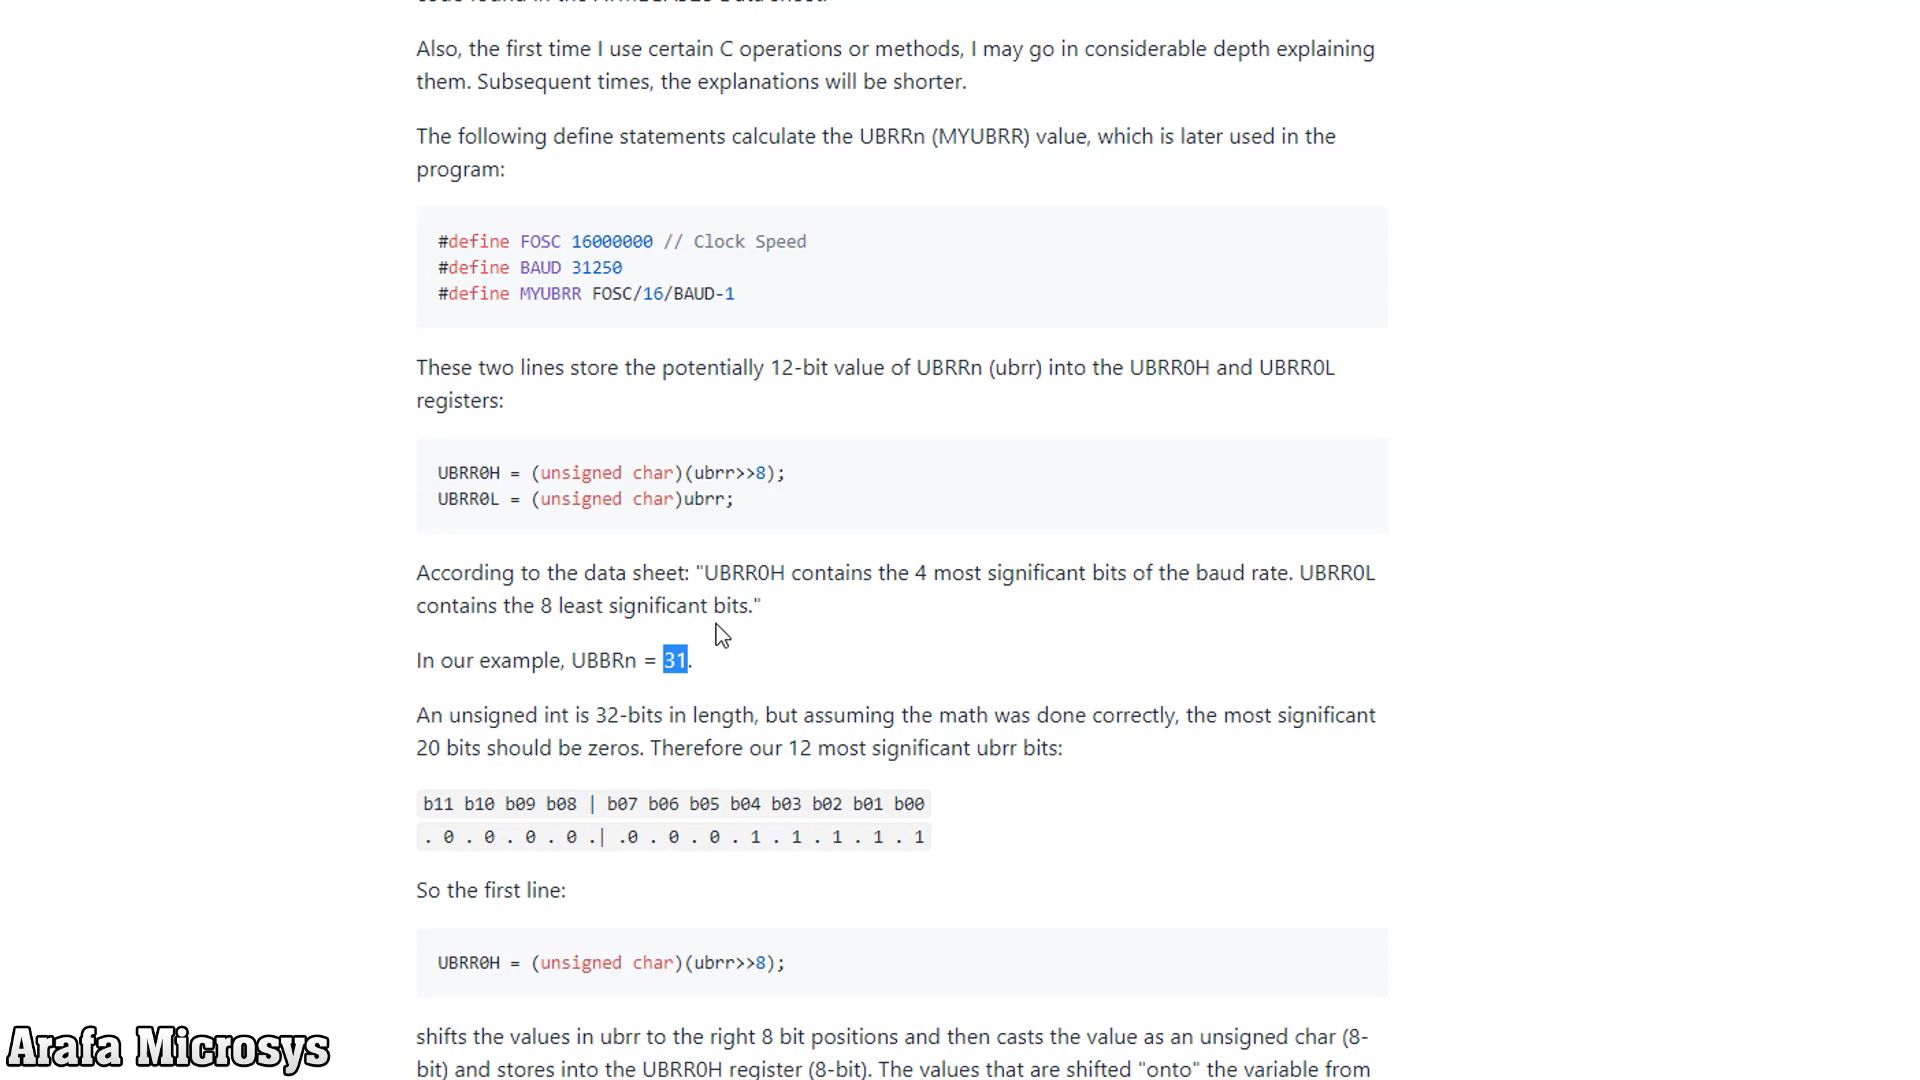 Also, the first time I use certain C operations or methods, I may go in considerable depth explaining
them. Subsequent times, the explanations will be shorter.
The following define statements calculate the UBRRn (MYUBRR) value, which is later used in the
program:
#define FOSC 16000000 // Clock Speed
#define BAUD 31250
#define MYUBRR FOSC/16/BAUD-1
These two lines store the potentially 12-bit value of UBRRn (ubrr) into the UBRR0H and UBRR0L
registers:
UBRR0H = (unsigned char)(ubrr>>8);
UBRR0L = (unsigned char)ubrr;
According to the data sheet: "UBRR0H contains the 4 most significant bits of the baud rate. UBRR0L
contains the 8 least significant bits."
In our example, UBBRn = 31.
An unsigned int is 32-bits in length, but assuming the math was done correctly, the most significant
20 bits should be zeros. Therefore our 12 most significant ubrr bits:
b11 b10 b09 b08 | b07 b06 b05 b04 b03 b02 b01 b00
. 0 . 0 . 0 . 0 .| .0 . 0 . 0 . 1 . 1 . 1 . 1 . 1
So the first line:
UBRR0H = (unsigned char)(ubrr>>8);
shifts the values in ubrr to the right 8 bit positions and then casts the value as an unsigned char (8-
bit) and stores into the UBRR0H register (8-bit). The values that are shifted "onto" the variable from
Arafa Microsys